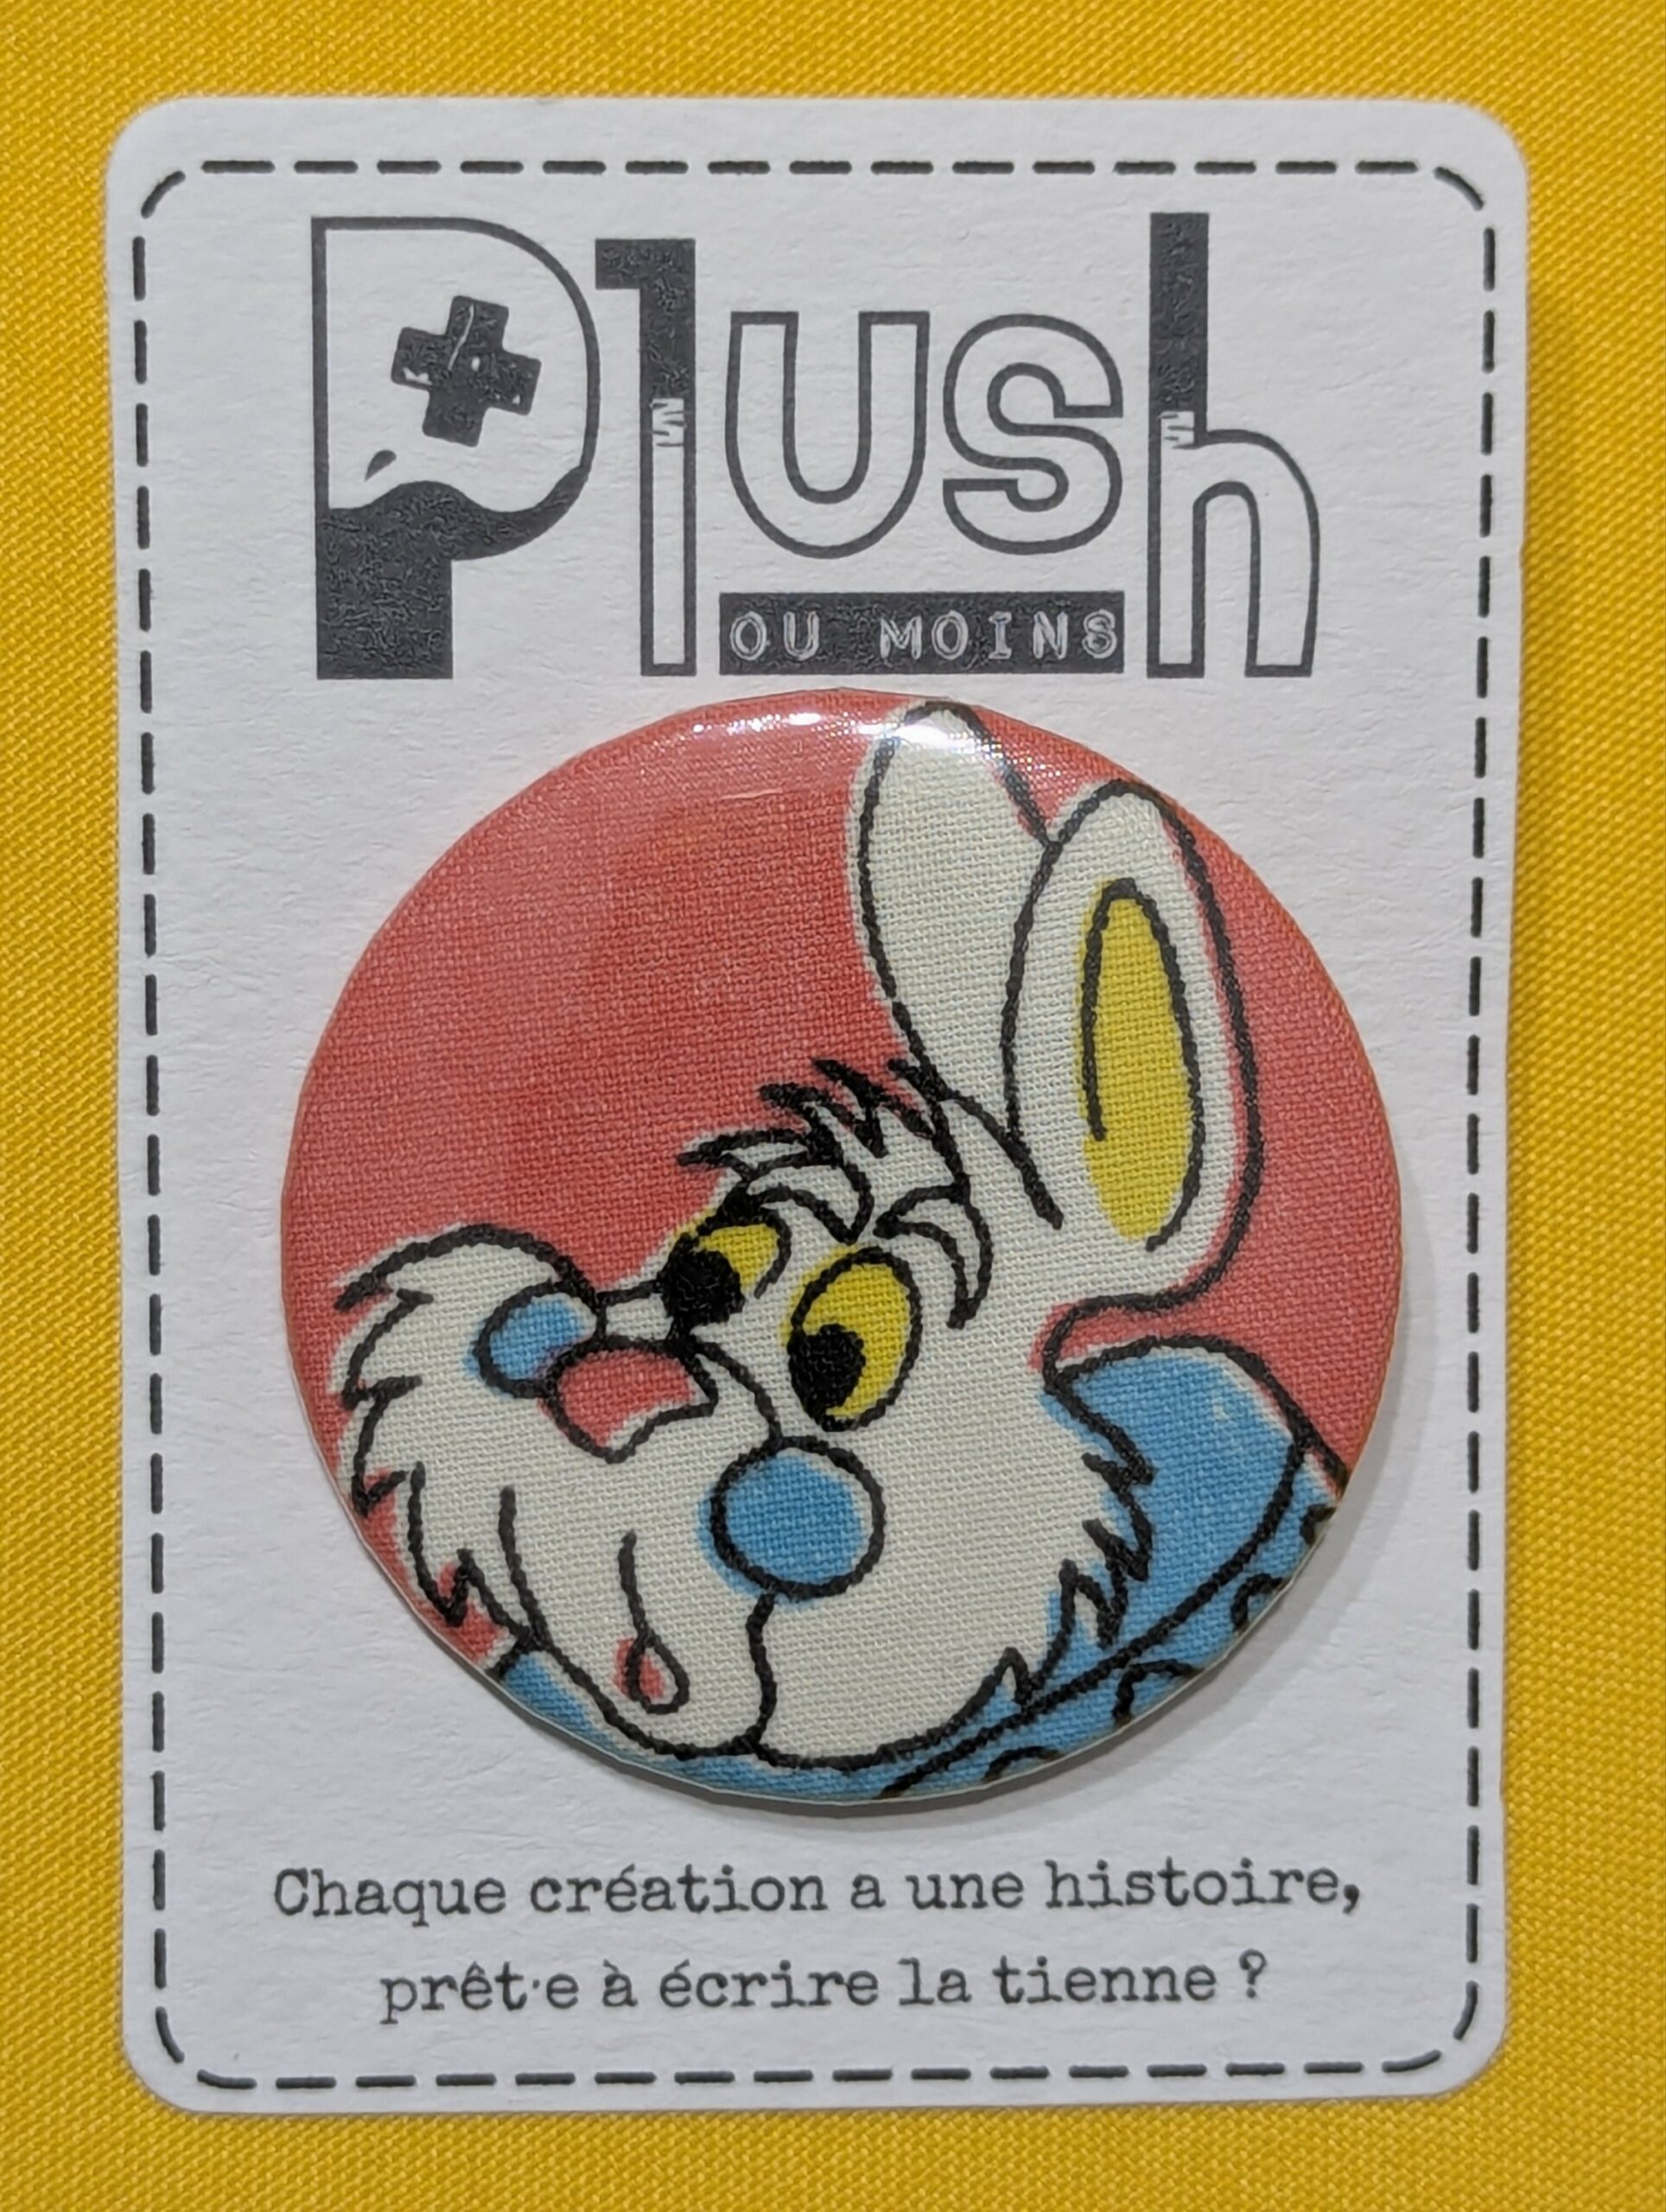 Plush
OU MOINS
Chaque création a une histoire,
prêt·e à écrire la tienne ?